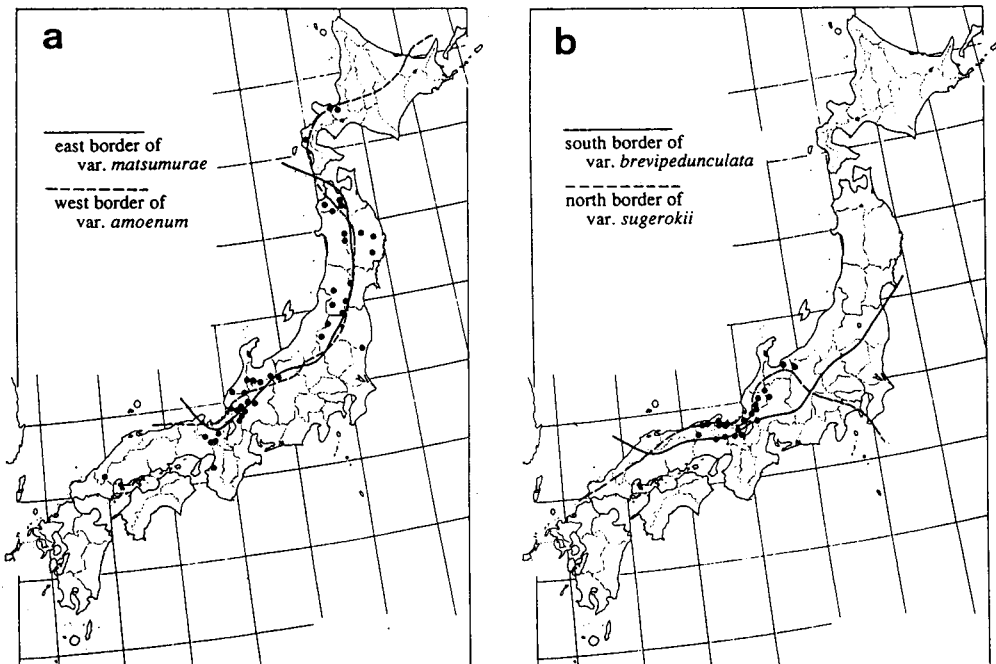 a
east border of
var. matsumurae
west border of
var. amoenum
b
south border of
var. brevipedunculata
north border of
var. sugerokii